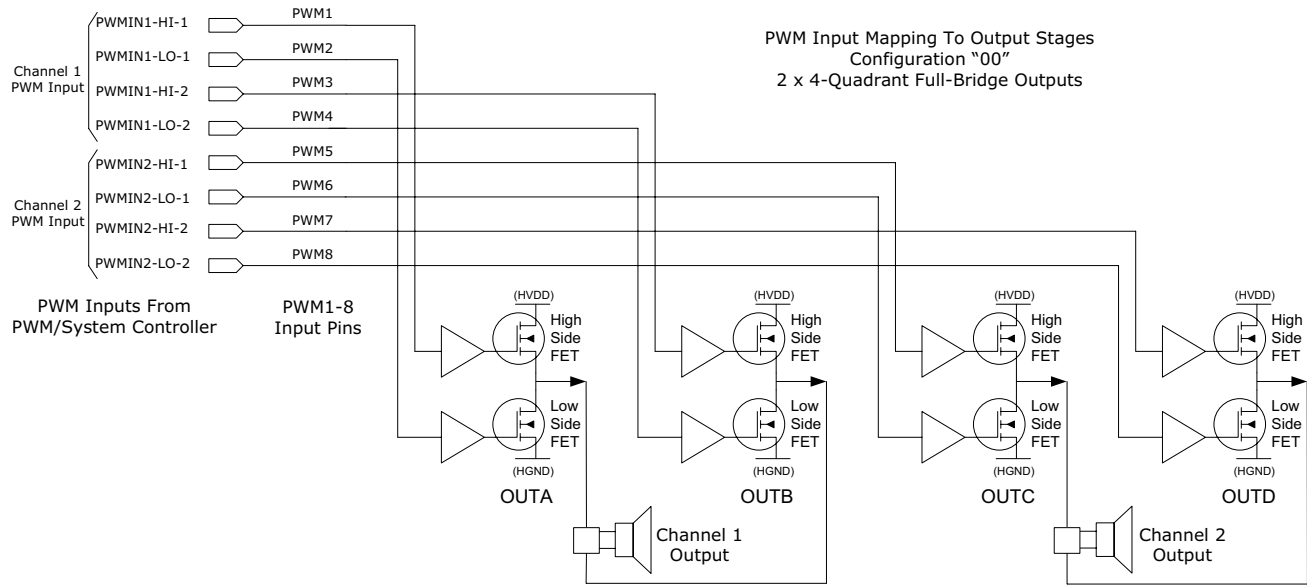 PWM Input Mapping To Output Stages
Configuration “00”
2 x 4-Quadrant Full-Bridge Outputs
Channel 1
PWM Input
PWMIN1-HI-1
PWM1
PWMIN1-LO-1
PWM2
PWMIN1-HI-2
PWM3
PWMIN1-LO-2
PWM4
Channel 2
PWM Input
PWMIN2-HI-1
PWM5
PWMIN2-LO-1
PWM6
PWMIN2-HI-2
PWM7
PWMIN2-LO-2
PWM8
PWM Inputs From
PWM/System Controller
PWM1-8
Input Pins
(HVDD)
High
Side
FET
Low
Side
FET
(HGND)
OUTA
(HVDD)
High
Side
FET
Low
Side
FET
(HGND)
OUTB
(HVDD)
High
Side
FET
Low
Side
FET
(HGND)
OUTC
(HVDD)
High
Side
FET
Low
Side
FET
(HGND)
OUTD
Channel 1
Output
Channel 2
Output